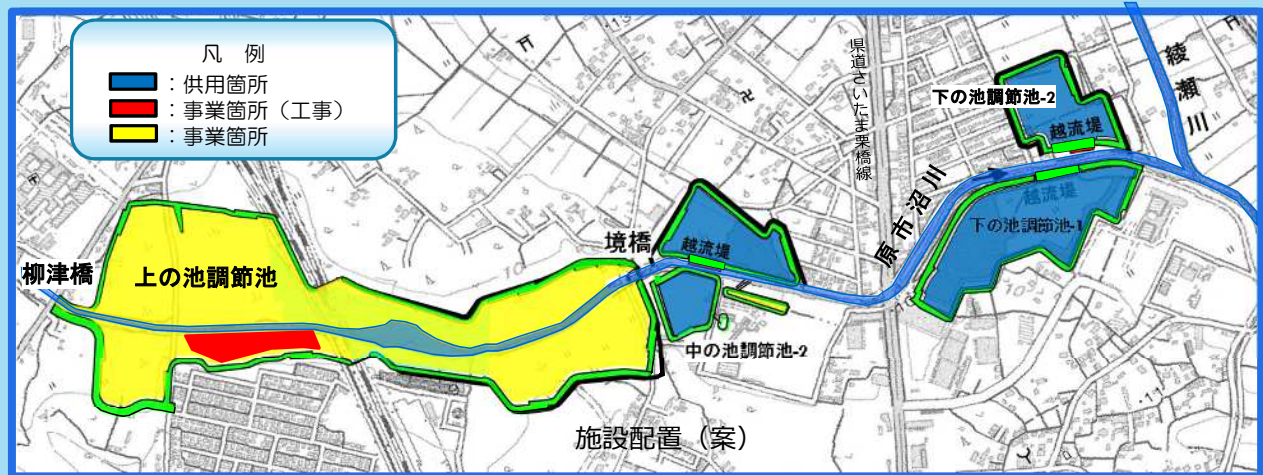 凡 例
：供用箇所
：事業箇所（工事）
：事業箇所
柳津橋
上の池調節池
境橋
越流堤
中の池調節池-2
県道さいたま栗橋線
原市沼川
下の池調節池-2
越流堤
越流堤
下の池調節池-1
綾瀬川
10
施設配置（案）